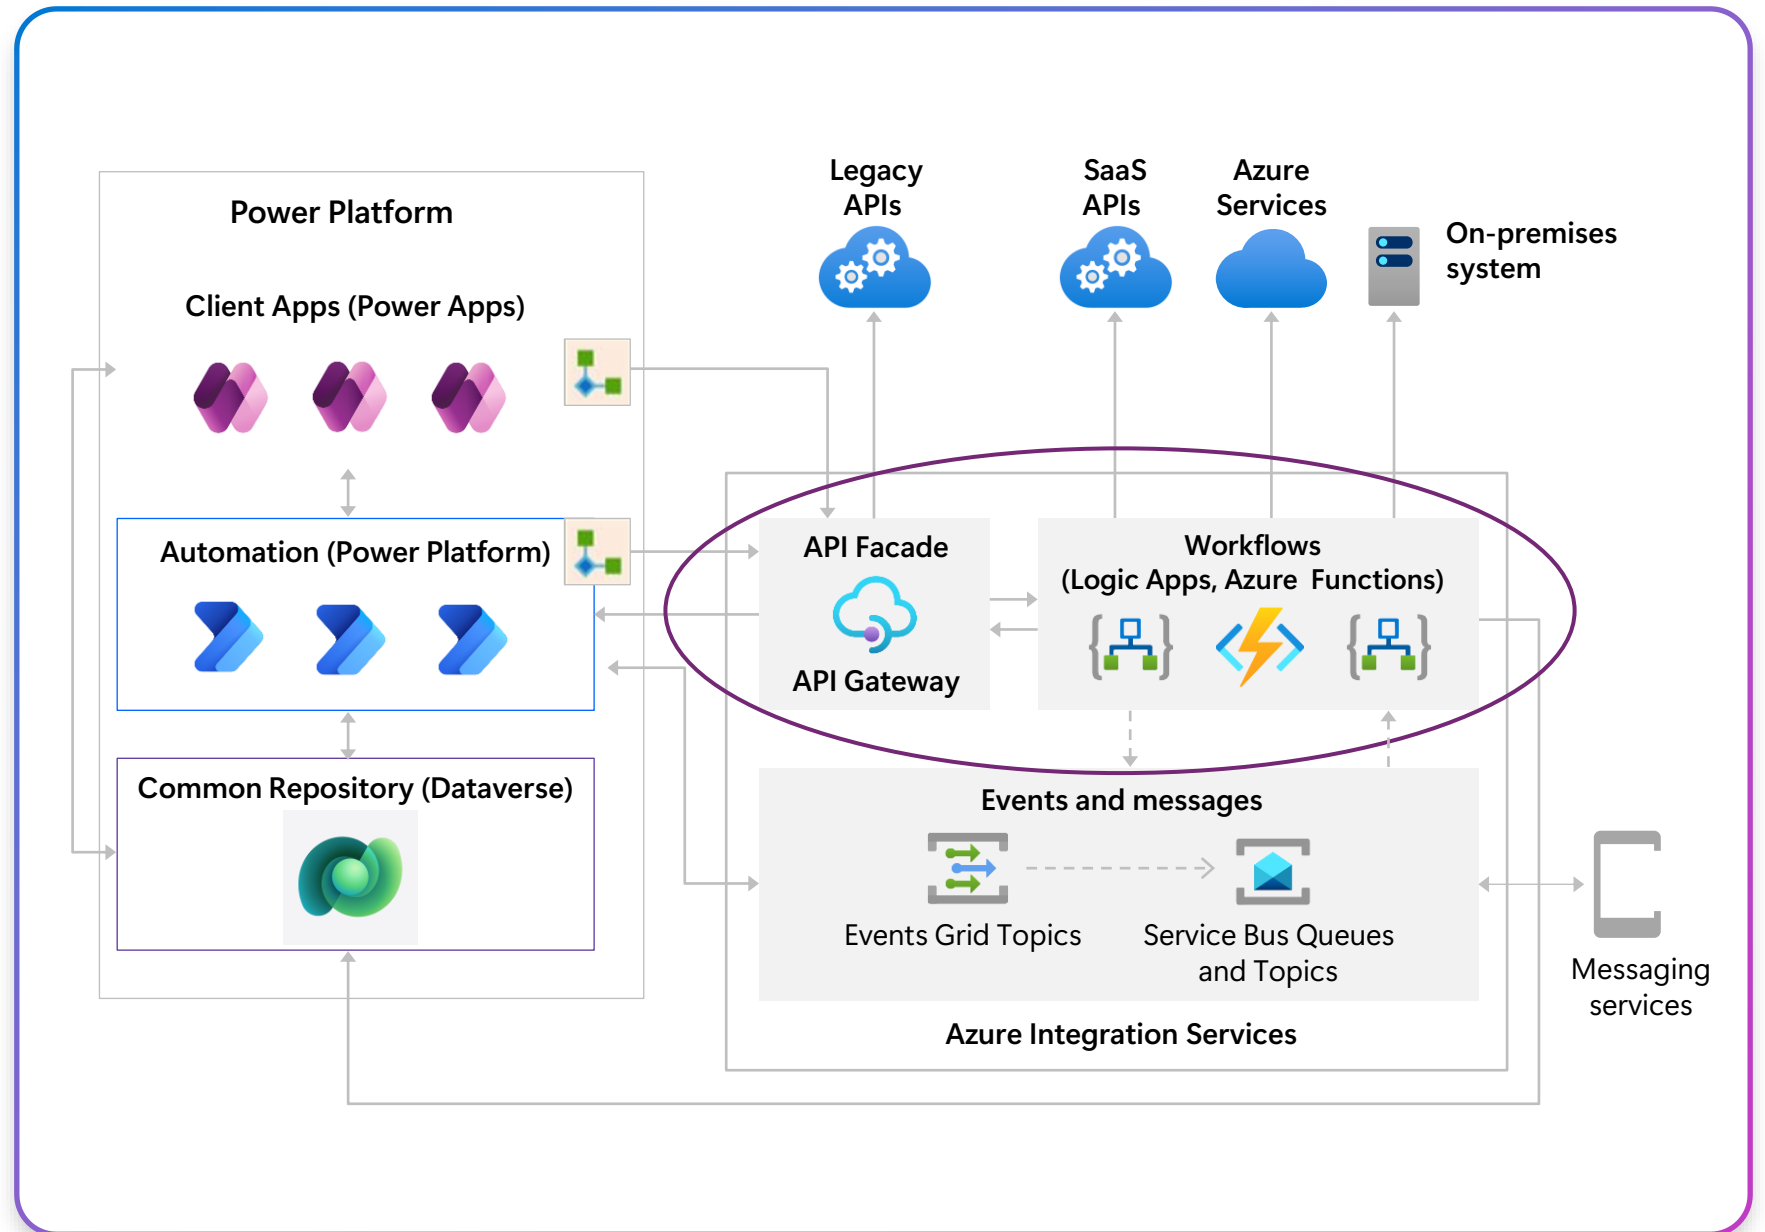 Power Platform
Client Apps (Power Apps)
Automation (Power Platform)
Common Repository (Dataverse)
Legacy
APIs
SaaS
APIs
Azure
Services
On-premises
system
API Facade
API Gateway
Workflows
(Logic Apps, Azure Functions)
Events and messages
Events Grid Topics
Service Bus Queues
and Topics
Azure Integration Services
Messaging
services